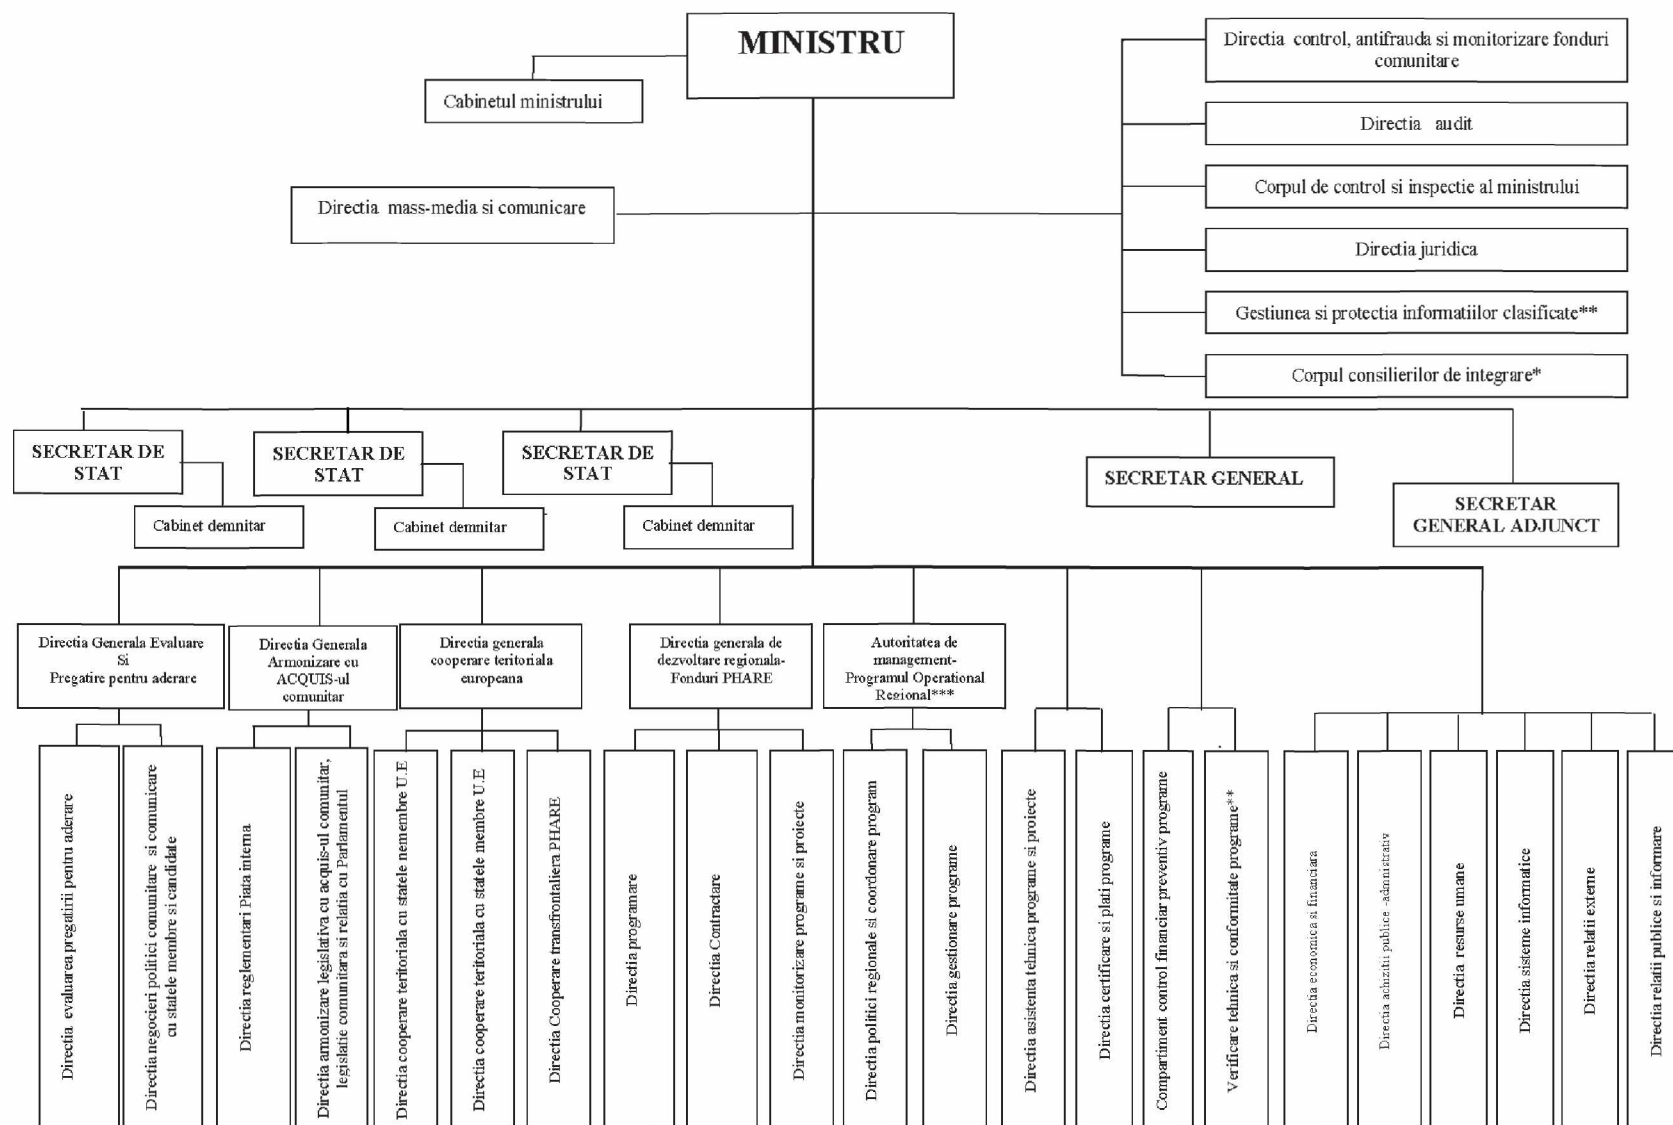 MINISTRU
Cabinetul ministrului
Directia mass-media si comunicare
Directia control, antifrauda si monitorizare fonduri
comunitare
Directia audit
Corpul de control si inspectie al ministrului
Directia juridica
Gestiunea si protectia informatiilor clasificate**
Corpul consilierilor de integrare*
SECRETAR DE
STAT
Cabinet demnitar
SECRETAR DE
STAT
Cabinet demnitar
SECRETAR DE
STAT
Cabinet demnitar
SECRETAR GENERAL
SECRETAR
GENERAL ADJUNCT
Directia Generala Evaluare
Si
Pregatire pentru aderare
Directia Generala
Armonizare cu
ACQUIS-ul
comunitar
Directia generala
cooperare teritoriala
europeana
Directia generala de
dezvoltare regionala-
Fonduri PHARE
Autoritatea de
management-
Programul Operational
Regional***
Directia evaluarea pregatirii pentru aderare
Directia negocieri politici comunitare si comunicare
cu statele membre si candidate
Directia reglementari Piata interna
Directia armonizare legislativa cu acquis-ul comunitar,
legislatie comunitara si relatia cu Parlamentul
Directia cooperare teritoriala cu statele nemembre U.E
Directia cooperare teritoriala cu statele membre U.E
Directia Cooperare transfrontaliera PHARE
Directia programare
Directia Contractare
Directia monitorizare programe si proiecte
Directia politici regionale si coordonare program
Directia gestionare programe
Directia asistenta tehnica programe si proiecte
Directia certificare si plati programe
Compartiment control financiar preventiv programe
Verificare tehnica si conformitate programe**
Directia economica si financiara
Directia achizitii publice -administrativ
Directia resurse umane
Directia sisteme informatice
Directia relatii externe
Directia relatii publice si informare